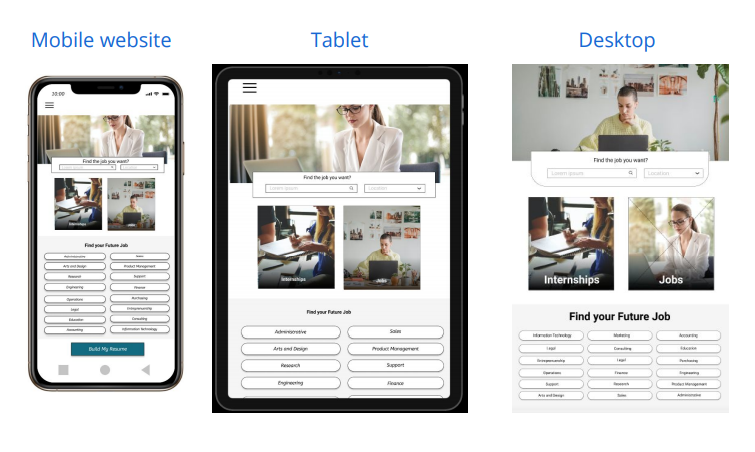 Mobile website
Tablet
Desktop
10:00
Find the job you want?
Lorem ipsum
Location
Internships
Jobs
Find your Future Job
Administrative
Sales
Arts and Design
Product Management
Research
Support
Engineering
Finance
Operations
Purchasing
Legal
Entrepreneurship
Education
Consulting
Accounting
Information Technology
Build My Resume
Find the job you want?
Lorem ipsum
Location
Internships
Jobs
Find your Future Job
Administrative
Sales
Arts and Design
Product Management
Research
Support
Engineering
Finance
Find the job you want?
Lorem ipsum
Location
Internships
Jobs
Find your Future Job
Information Technology
Marketing
Accounting
Legal
Consulting
Education
Entrepreneurship
Legal
Purchasing
Operations
Finance
Engineering
Support
Research
Product Management
Arts and Design
Sales
Administrative